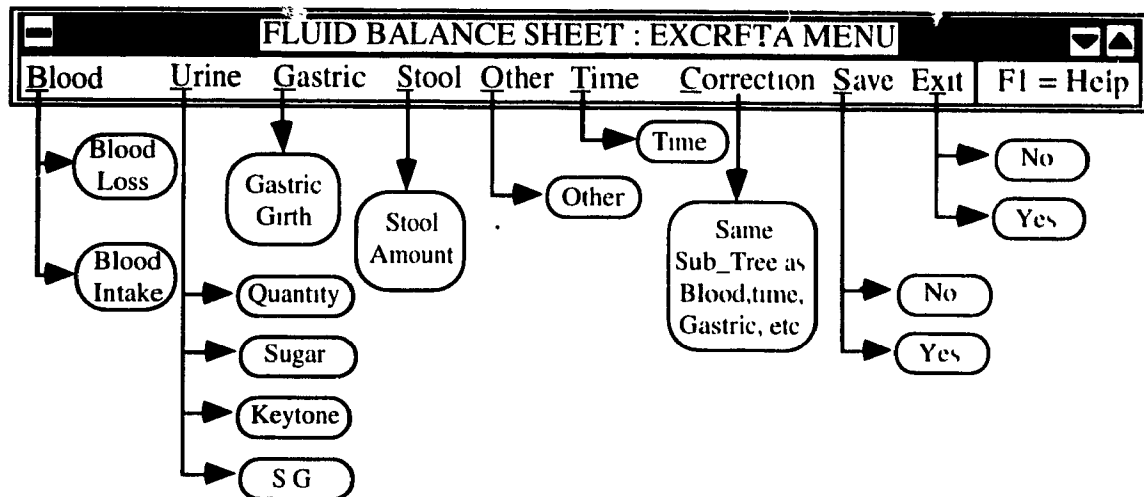 FLUID BALANCE SHEET : EXCRETA MENU
Blood Urine Gastric Stool Other Time Correction Save Exit F1 = Help
Blood
Loss
Blood
Intake
Quantity
Sugar
Keytone
S G
Gastric
Girth
Stool
Amount
Other
Time
Same
Sub_Tree as
Blood,time,
Gastric, etc
No
Yes
No
Yes